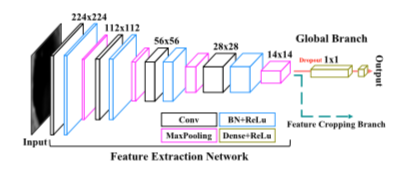 224x224
112x112
56x56
28x28
14x14
Global Branch
Dropout 1x1
Output
Feature Cropping Branch
Conv
BN+ReLu
MaxPooling
Dense+ReLu
Input
Feature Extraction Network